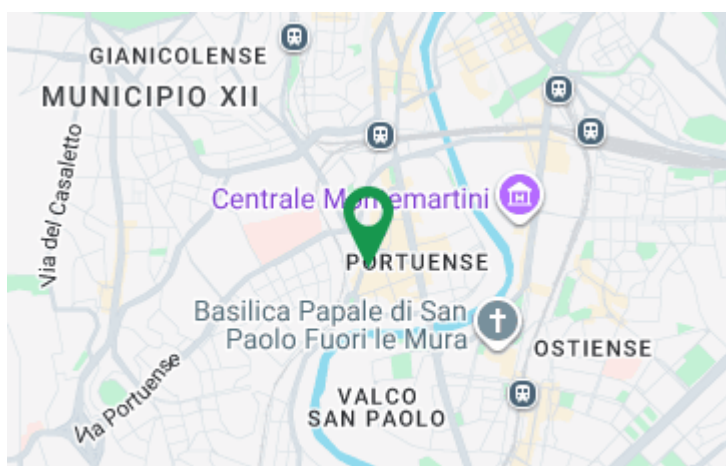 GIANICOLENSE
MUNICIPIO XII
Via del Casaletto
Centrale Montemartini
PORTUENSE
Basilica Papale di San
Paolo Fuori le Mura
OSTIENSE
Via Portuense
VALCO
SAN PAOLO